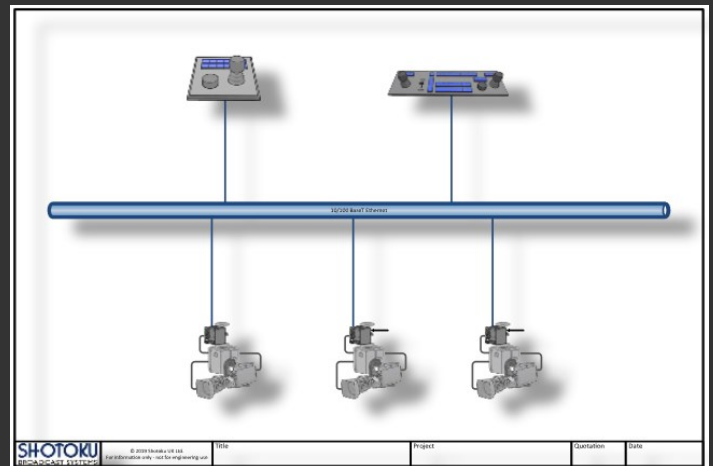 10/100 BaseT Ethernet
SHOTOKU
BROADCAST SYSTEMS
© 2019 Shotoku UK Ltd.
For information only - not for engineering use
Title
Project
Quotation
Date